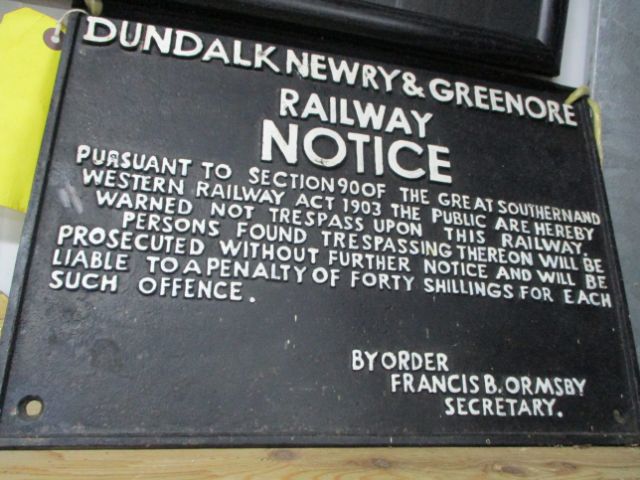 DUNDALK NEWRY & GREENORE
RAILWAY
NOTICE
PURSUANT TO SECTION 90 OF THE GREAT SOUTHERN AND
WESTERN RAILWAY ACT 1903 THE PUBLIC ARE HEREBY
WARNED NOT TRESPASS UPON THIS RAILWAY.
PERSONS FOUND TRESPASSING THEREON WILL BE
PROSECUTED WITHOUT FURTHER NOTICE AND WILL BE
LIABLE TO A PENALTY OF FORTY SHILLINGS FOR EACH
SUCH OFFENCE.
BY ORDER
FRANCIS B. ORMSBY
SECRETARY.